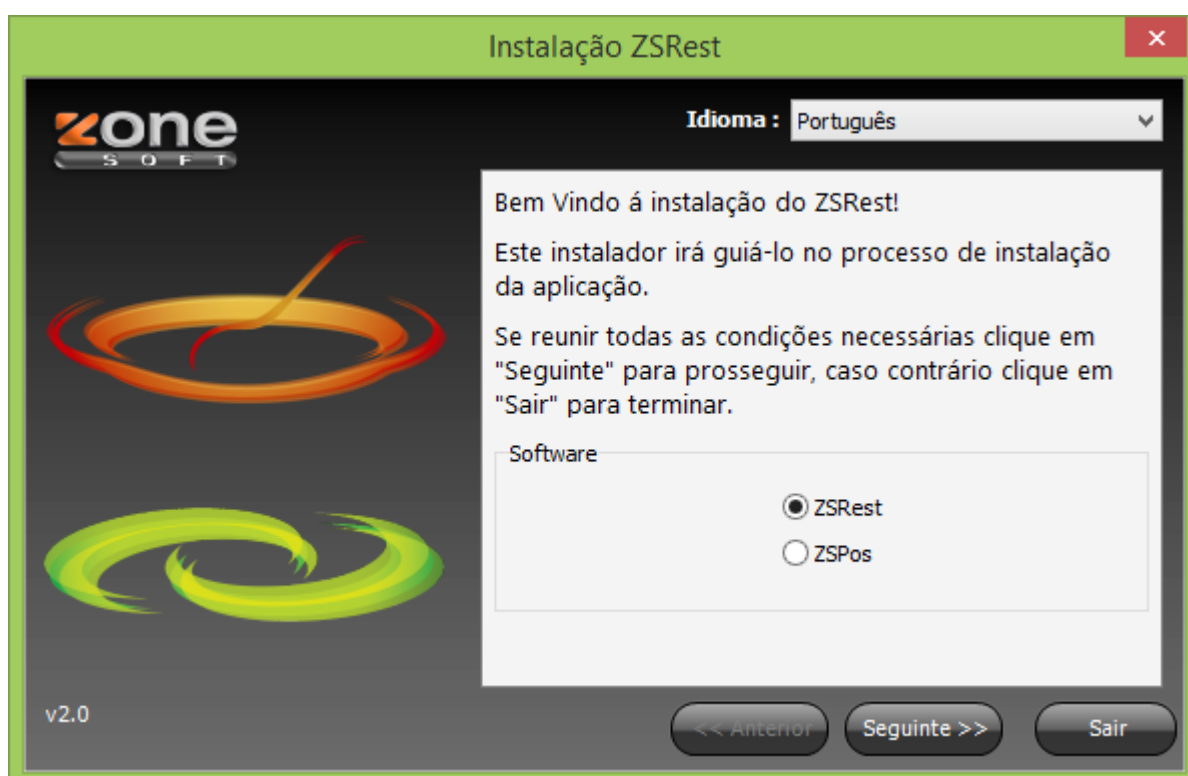 Instalação ZSRest
zone
SOFT
Idioma : Português
Bem Vindo á instalação do ZSRest!
Este instalador irá guiá-lo no processo de instalação
da aplicação.
Se reunir todas as condições necessárias clique em
"Seguinte" para prosseguir, caso contrário clique em
"Sair" para terminar.
Software
ZSRest
ZSPos
v2.0
<< Anterior Seguinte >> Sair